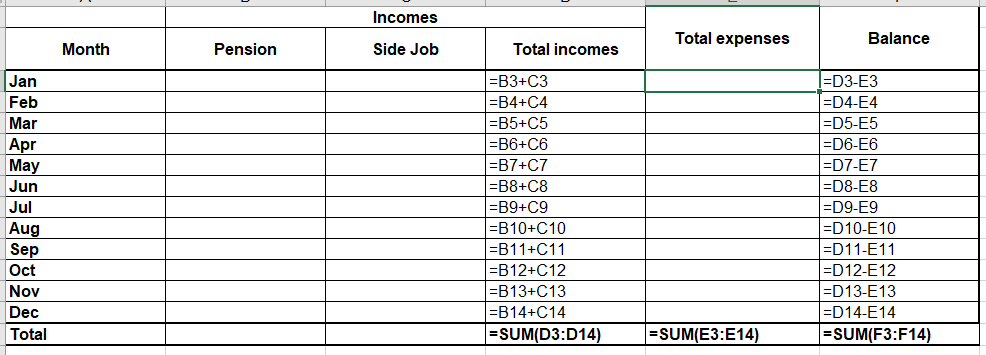 Incomes
Month Pension Side Job Total incomes Total expenses Balance
Jan =B3+C3 =D3-E3
Feb =B4+C4 =D4-E4
Mar =B5+C5 =D5-E5
Apr =B6+C6 =D6-E6
May =B7+C7 =D7-E7
Jun =B8+C8 =D8-E8
Jul =B9+C9 =D9-E9
Aug =B10+C10 =D10-E10
Sep =B11+C11 =D11-E11
Oct =B12+C12 =D12-E12
Nov =B13+C13 =D13-E13
Dec =B14+C14 =D14-E14
Total =SUM(D3:D14) =SUM(E3:E14) =SUM(F3:F14)